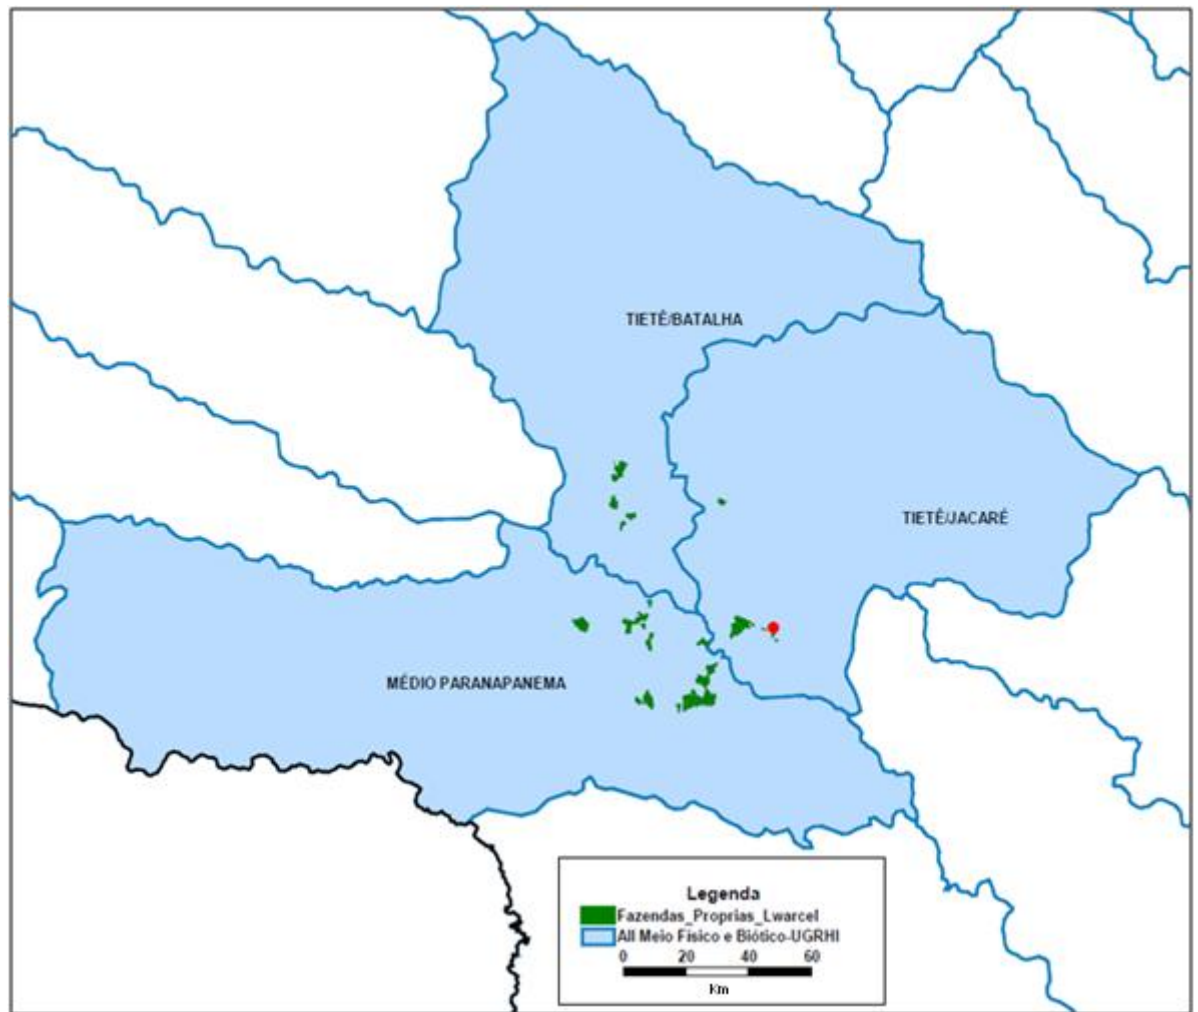 TIETÊ/BATALHA
TIETÊ/JACARÉ
MÉDIO PARANAPANEMA
Legenda
Fazendas_Proprias_Lwarcel
AII Meio Físico e Biótico-UGRHI
0 20 40 60
Km